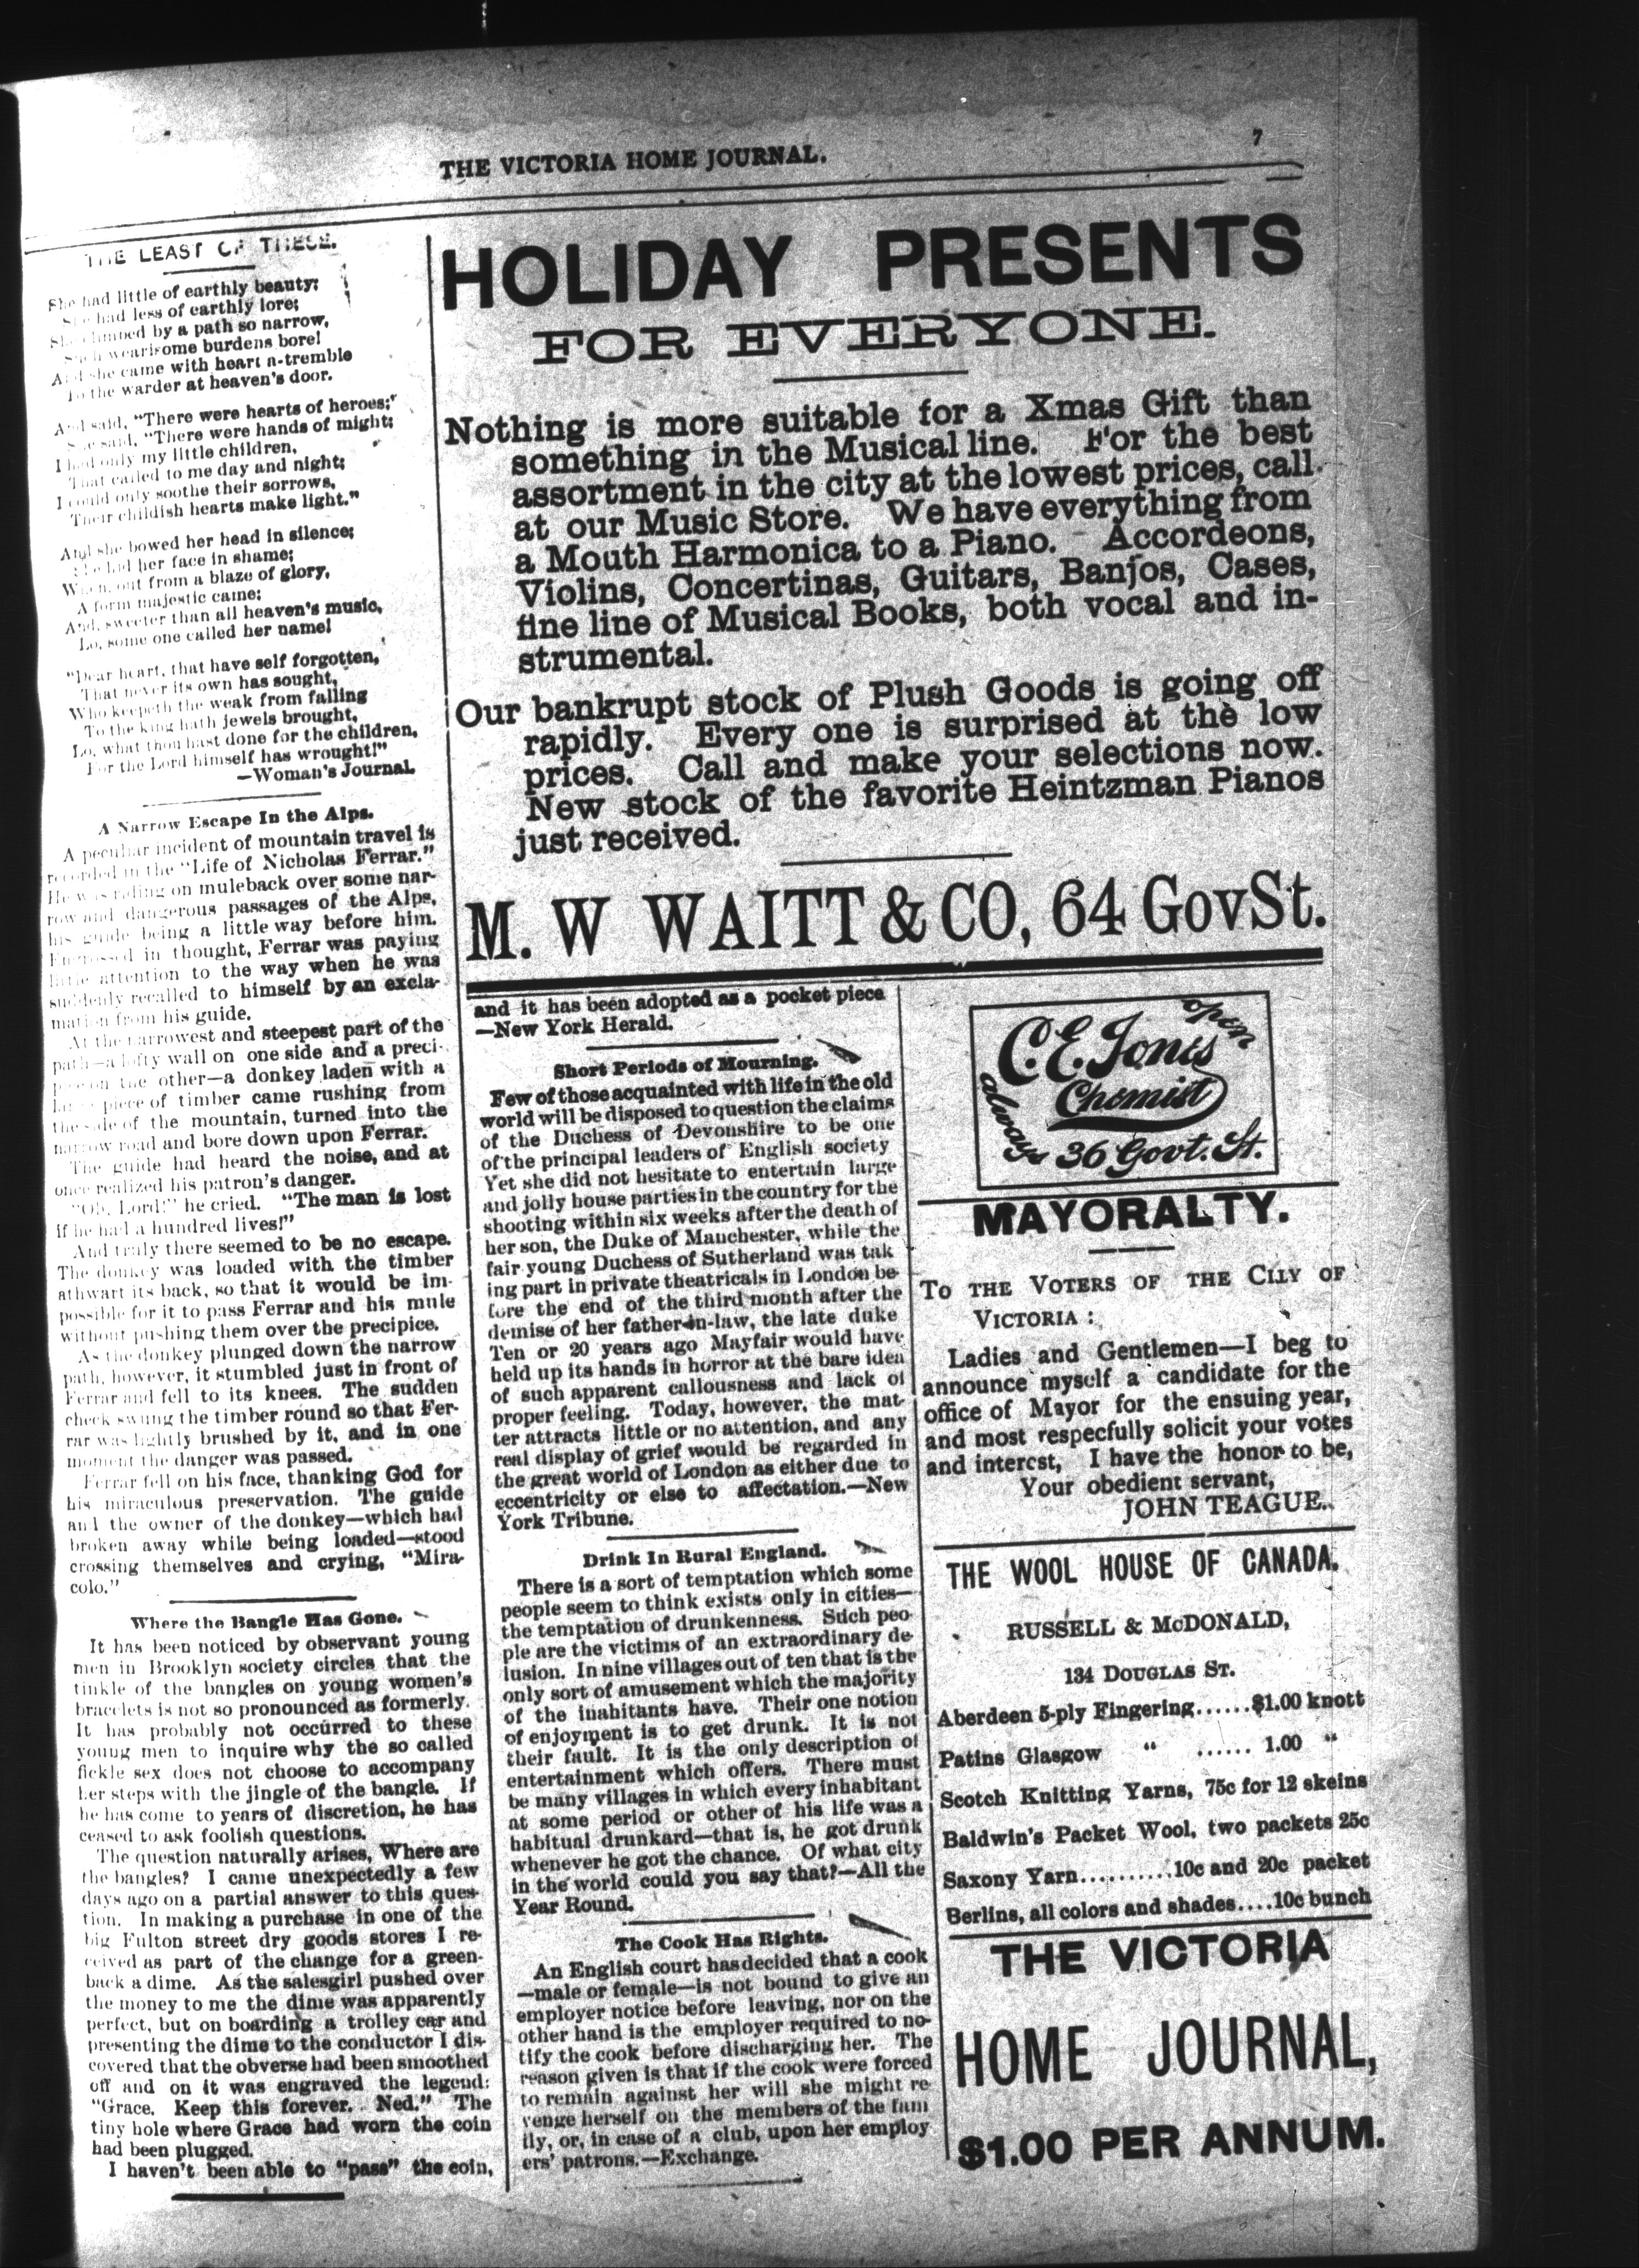 THE VICTORIA HOME JOURNAL.
7
THE LEAST OF THESE.
She had little of earthly beauty;
She had less of earthly lore;
She climbed by a path so narrow,
Such wearisome burdens bore!
And she came with heart a-tremble
To the warder at heaven's door.
And said, "There were hearts of heroes;"
She said, "There were hands of might;
I had only my little children,
That called to me day and night;
I could only soothe their sorrows,
Their childish hearts make light."
And she bowed her head in silence;
She hid her face in shame;
When, out from a blaze of glory,
A form majestic came;
And, sweeter than all heaven's music,
Lo, some one called her name!
"Dear heart, that have self forgotten,
That never its own has sought,
Who keepeth the weak from falling
To the king hath jewels brought,
Lo, what thou hast done for the children,
For the Lord himself has wrought!"
—Woman's Journal.
A Narrow Escape In the Alps.
A peculiar incident of mountain travel is
recorded in the "Life of Nicholas Ferrar."
He was riding on muleback over some nar-
row and dangerous passages of the Alps,
his guide being a little way before him.
Engrossed in thought, Ferrar was paying
little attention to the way when he was
suddenly recalled to himself by an excla-
mation from his guide.
At the narrowest and steepest part of the
path—a lofty wall on one side and a preci-
pice on the other—a donkey laden with a
large piece of timber came rushing from
the side of the mountain, turned into the
narrow road and bore down upon Ferrar.
The guide had heard the noise, and at
once realized his patron's danger.
"Oh, Lord!" he cried. "The man is lost
if he had a hundred lives!"
And truly there seemed to be no escape.
The donkey was loaded with the timber
athwart its back, so that it would be im-
possible for it to pass Ferrar and his mule
without pushing them over the precipice.
As the donkey plunged down the narrow
path, however, it stumbled just in front of
Ferrar and fell to its knees. The sudden
check swung the timber round so that Fer-
rar was lightly brushed by it, and in one
moment the danger was passed.
Ferrar fell on his face, thanking God for
his miraculous preservation. The guide
and the owner of the donkey—which had
broken away while being loaded—stood
crossing themselves and crying, "Mira-
colo."
Where the Bangle Has Gone.
It has been noticed by observant young
men in Brooklyn society circles that the
tinkle of the bangles on young women's
bracelets is not so pronounced as formerly.
It has probably not occurred to these
young men to inquire why the so called
fickle sex does not choose to accompany
her steps with the jingle of the bangle. If
he has come to years of discretion, he has
ceased to ask foolish questions.
The question naturally arises, Where are
the bangles? I came unexpectedly a few
days ago on a partial answer to this ques-
tion. In making a purchase in one of the
big Fulton street dry goods stores I re-
ceived as part of the change for a green-
back a dime. As the salesgirl pushed over
the money to me the dime was apparently
perfect, but on boarding a trolley car and
presenting the dime to the conductor I dis-
covered that the obverse had been smoothed
off and on it was engraved the legend:
"Grace. Keep this forever. Ned." The
tiny hole where Grace had worn the coin
had been plugged.
I haven't been able to "pass" the coin,
HOLIDAY PRESENTS
FOR EVERYONE.
Nothing is more suitable for a Xmas Gift than
something in the Musical line. For the best
assortment in the city at the lowest prices, call
at our Music Store. We have everything from
a Mouth Harmonica to a Piano. Accordeons,
Violins, Concertinas, Guitars, Banjos, Cases,
fine line of Musical Books, both vocal and in-
strumental.
Our bankrupt stock of Plush Goods is going off
rapidly. Every one is surprised at the low
prices. Call and make your selections now.
New stock of the favorite Heintzman Pianos
just received.
M. W WAITT & CO, 64 GovSt.
and it has been adopted as a pocket piece
—New York Herald.
Short Periods of Mourning.
Few of those acquainted with life in the old
world will be disposed to question the claims
of the Duchess of Devonshire to be one
of the principal leaders of English society
Yet she did not hesitate to entertain large
and jolly house parties in the country for the
shooting within six weeks after the death of
her son, the Duke of Manchester, while the
fair young Duchess of Sutherland was tak
ing part in private theatricals in London be-
fore the end of the third month after the
demise of her father-in-law, the late duke
Ten or 20 years ago Mayfair would have
held up its hands in horror at the bare idea
of such apparent callousness and lack of
proper feeling. Today, however, the mat-
ter attracts little or no attention, and any
real display of grief would be regarded in
the great world of London as either due to
eccentricity or else to affectation.—New
York Tribune.
Drink In Rural England.
There is a sort of temptation which some
people seem to think exists only in cities—
the temptation of drunkenness. Such peo-
ple are the victims of an extraordinary de-
lusion. In nine villages out of ten that is the
only sort of amusement which the majority
of the inhabitants have. Their one notion
of enjoyment is to get drunk. It is not
their fault. It is the only description of
entertainment which offers. There must
be many villages in which every inhabitant
at some period or other of his life was a
habitual drunkard—that is, he got drunk
whenever he got the chance. Of what city
in the world could you say that?—All the
Year Round.
The Cook Has Rights.
An English court has decided that a cook
—male or female—is not bound to give an
employer notice before leaving, nor on the
other hand is the employer required to no-
tify the cook before discharging her. The
reason given is that if the cook were forced
to remain against her will she might re
venge herself on the members of the fam
ily, or, in case of a club, upon her employ
ers' patrons.—Exchange.
C. E. Jones
Chemist
always open
36 Govt. St.
MAYORALTY.
TO THE VOTERS OF THE CILY OF
VICTORIA:
Ladies and Gentlemen—I beg to
announce myself a candidate for the
office of Mayor for the ensuing year,
and most respecfully solicit your votes
and interest, I have the honor to be,
Your obedient servant,
JOHN TEAGUE.
THE WOOL HOUSE OF CANADA.
RUSSELL & McDONALD,
134 DOUGLAS ST.
Aberdeen 5-ply Fingering......$1.00 knott
Patins Glasgow " ...... 1.00 "
Scotch Knitting Yarns, 75c for 12 skeins
Baldwin's Packet Wool, two packets 25c
Saxony Yarn..........10c and 20c packet
Berlins, all colors and shades....10c bunch
THE VICTORIA
HOME JOURNAL,
$1.00 PER ANNUM.